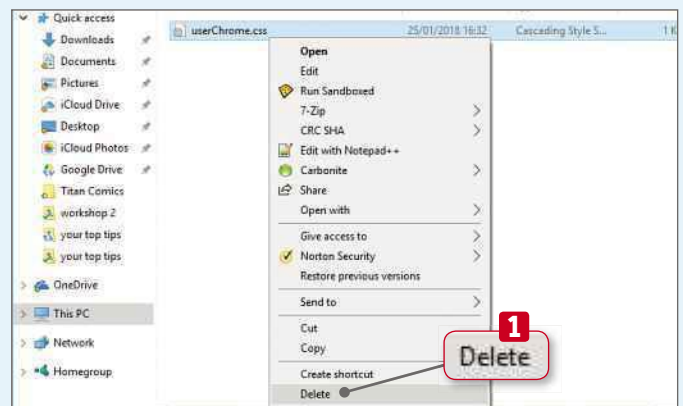 Quick access
Downloads
Documents
Pictures
iCloud Drive
Desktop
iCloud Photos
Google Drive
Titan Comics
workshop 2
your top tips
your top tips
OneDrive
This PC
Network
Homegroup
userChrome.css 25/01/2018 16:32 Cascading Style S... 1 K
Open
Edit
Run Sandboxed
7-Zip
CRC SHA
Edit with Notepad++
Carbonite
Share
Open with
Give access to
Norton Security
Restore previous versions
Send to
Cut
Copy
Create shortcut
Delete
1
Delete